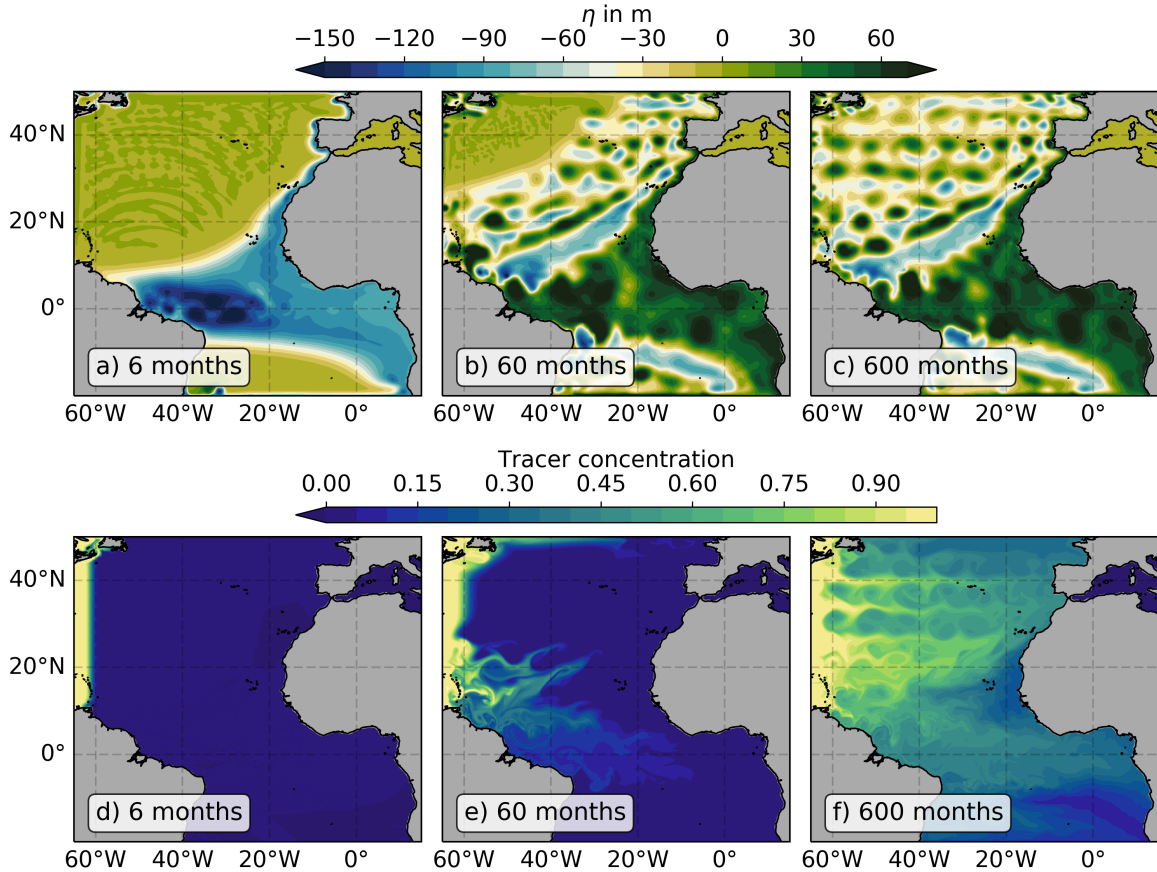 η in m
−150 −120 −90 −60 −30 0 30 60
40°N
20°N
0°
a) 6 months
b) 60 months
c) 600 months
60°W 40°W 20°W 0° 60°W 40°W 20°W 0° 60°W 40°W 20°W 0°
Tracer concentration
0.00 0.15 0.30 0.45 0.60 0.75 0.90
40°N
20°N
0°
d) 6 months
e) 60 months
f) 600 months
60°W 40°W 20°W 0° 60°W 40°W 20°W 0° 60°W 40°W 20°W 0°